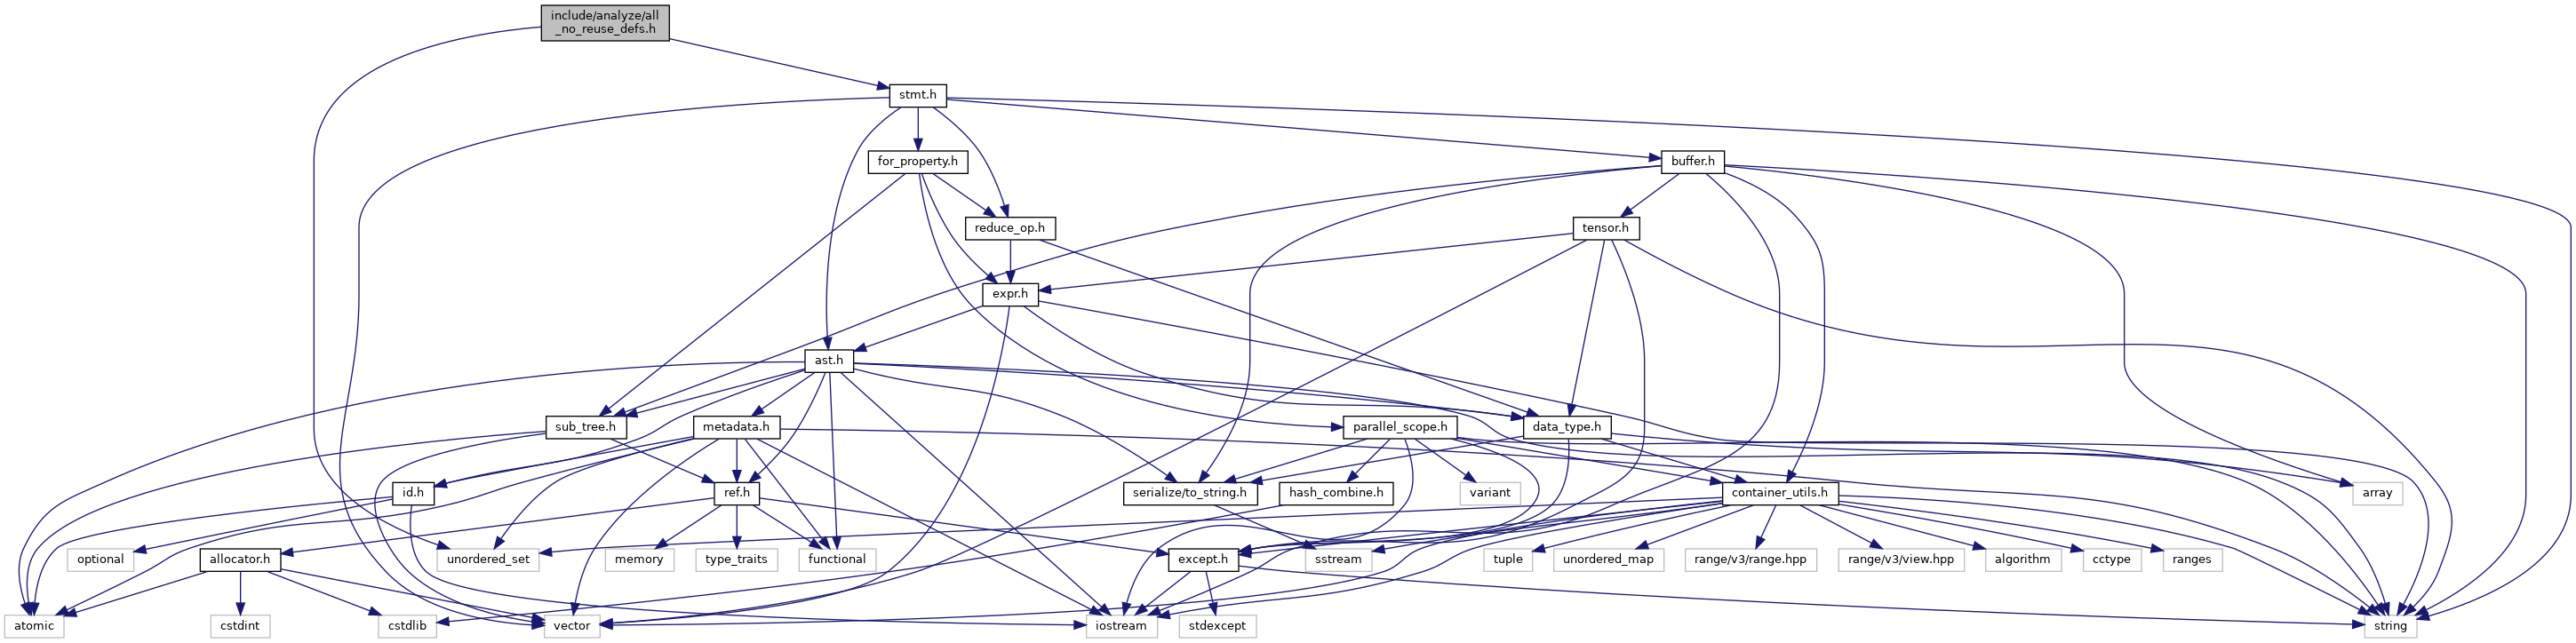 include/analyze/all
_no_reuse_defs.h
stmt.h
for_property.h
buffer.h
reduce_op.h
tensor.h
expr.h
ast.h
sub_tree.h
metadata.h
parallel_scope.h
data_type.h
id.h
ref.h
serialize/to_string.h
hash_combine.h
variant
container_utils.h
array
optional
allocator.h
unordered_set
memory
type_traits
functional
except.h
sstream
tuple
unordered_map
range/v3/range.hpp
range/v3/view.hpp
algorithm
cctype
ranges
atomic
cstdint
cstdlib
vector
iostream
stdexcept
string